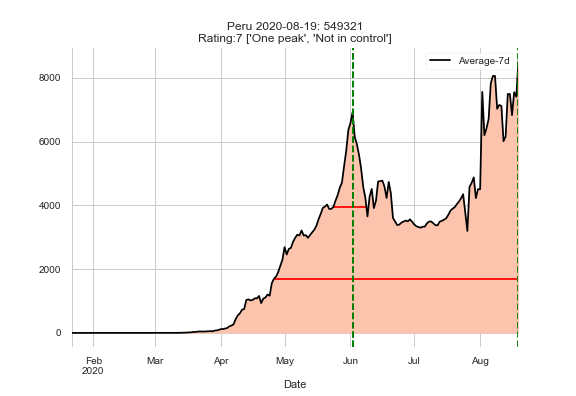 Peru 2020-08-19: 549321
Rating:7 ['One peak', 'Not in control']
Average-7d
8000
6000
4000
2000
0
Feb
2020
Mar
Apr
May
Jun
Jul
Aug
Date